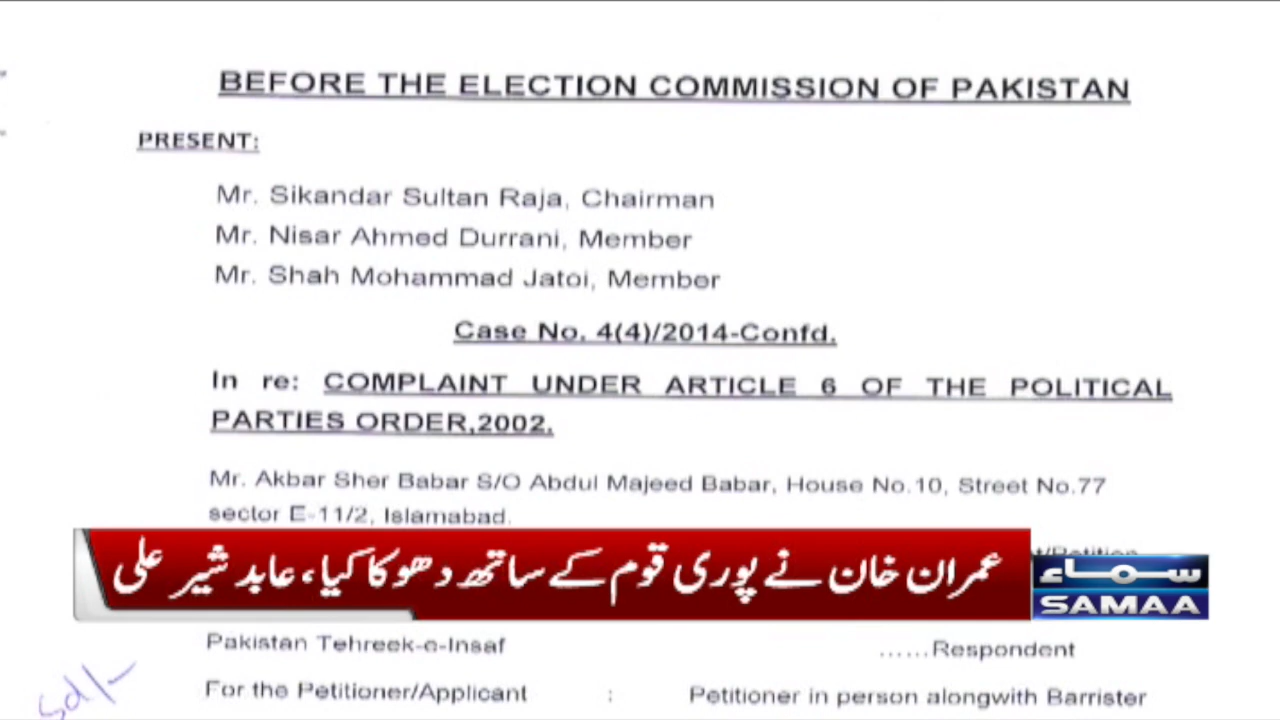 BEFORE THE ELECTION COMMISSION OF PAKISTAN
PRESENT:
Mr. Sikandar Sultan Raja, Chairman
Mr. Nisar Ahmed Durrani, Member
Mr. Shah Mohammad Jatoi, Member
Case No. 4(4)/2014-Confd.
In re: COMPLAINT UNDER ARTICLE 6 OF THE POLITICAL
PARTIES ORDER,2002.
Mr. Akbar Sher Babar S/O Abdul Majeed Babar, House No.10, Street No.77
sector E-11/2, Islamabad.
عمران خان نے پوری قوم کے ساتھ دھوکا کیا، عابد شیر علی
سماء
SAMAA
Pakistan Tehreek-e-Insaf ......Respondent
For the Petitioner/Applicant : Petitioner in person alongwith Barrister
Sd/-